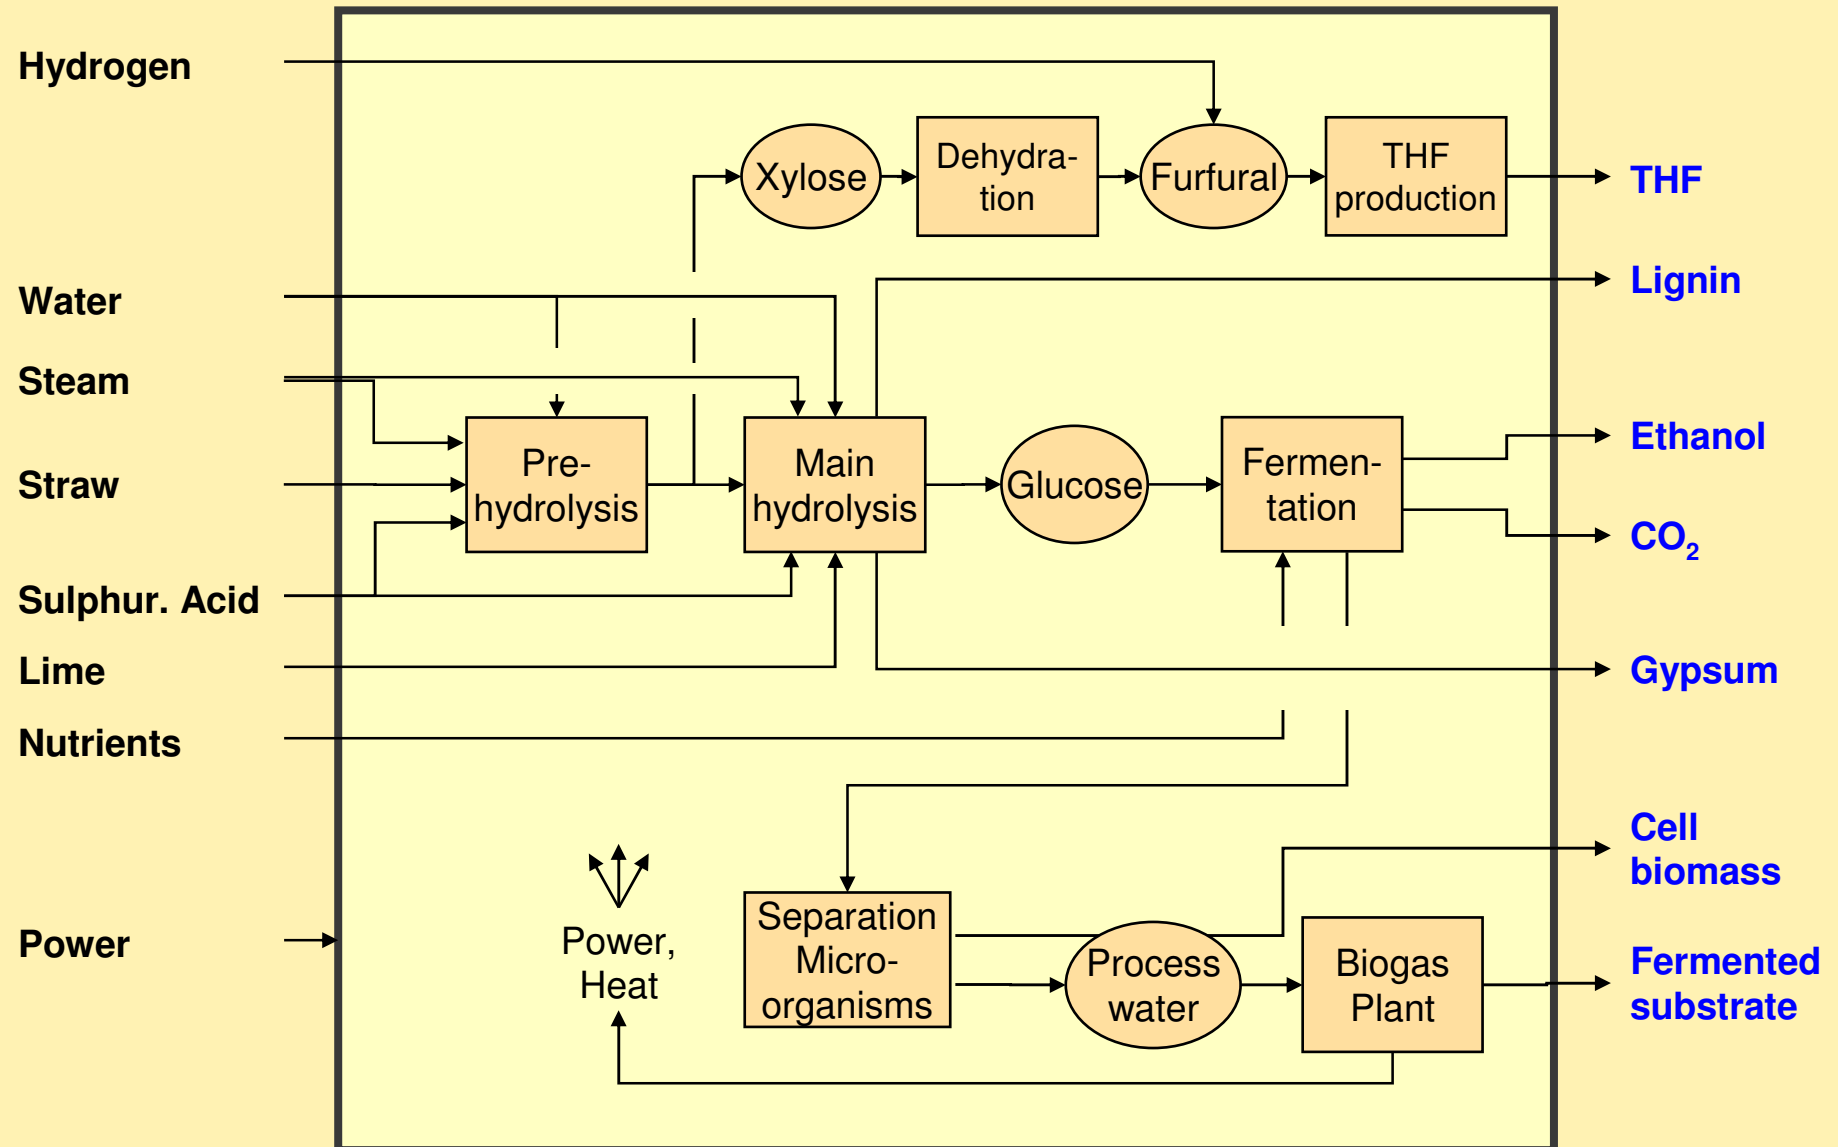 Hydrogen
Water
Steam
Straw
Sulphur. Acid
Lime
Nutrients
Power
Xylose
Dehydra-
tion
Furfural
THF
production
Pre-
hydrolysis
Main
hydrolysis
Glucose
Fermen-
tation
Power,
Heat
Separation
Micro-
organisms
Process
water
Biogas
Plant
THF
Lignin
Ethanol
CO₂
Gypsum
Cell
biomass
Fermented
substrate